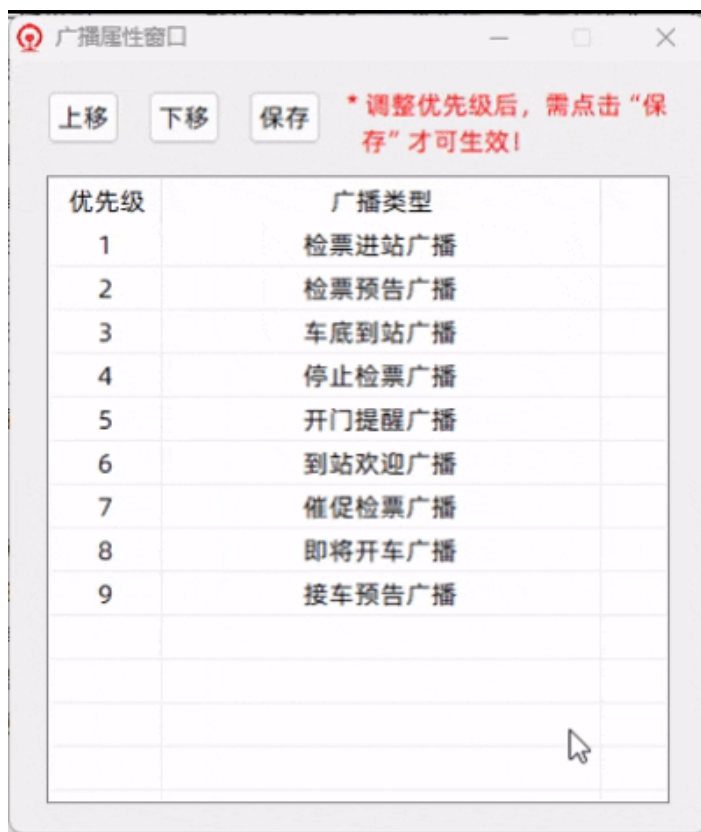 广播属性窗口
上移 下移 保存 * 调整优先级后，需点击“保
存”才可生效！
优先级 广播类型
1 检票进站广播
2 检票预告广播
3 车底到站广播
4 停止检票广播
5 开门提醒广播
6 到站欢迎广播
7 催促检票广播
8 即将开车广播
9 接车预告广播